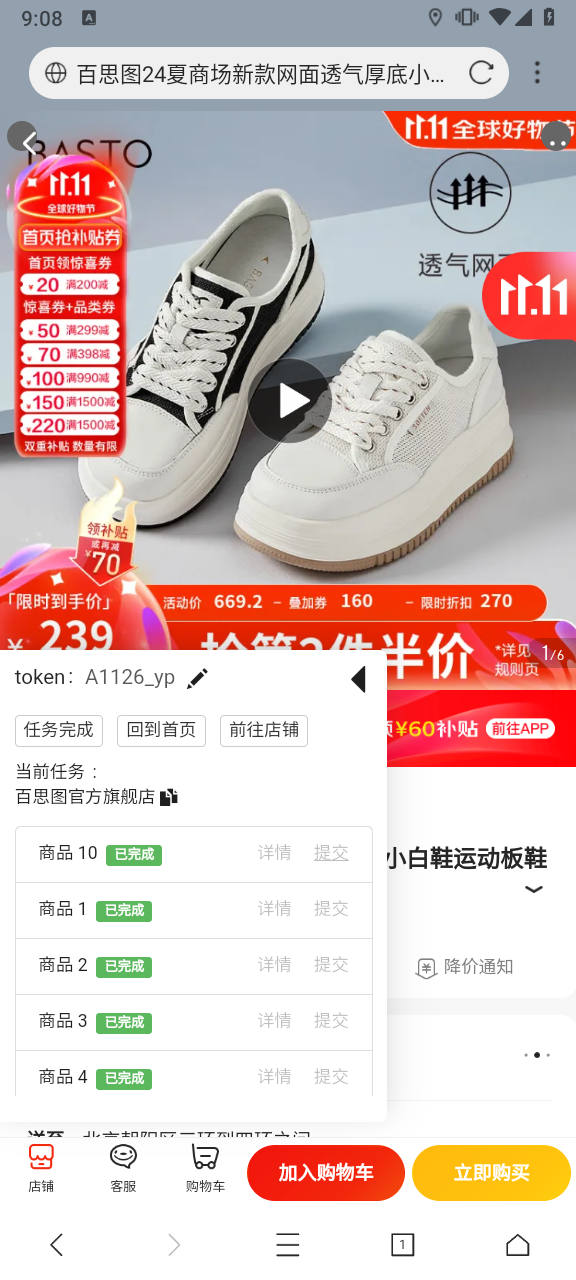 9:08
百思图24夏商场新款网面透气厚底小...
11.11 全球好物节
BASTO
11.11
全球好物节
首页抢补贴券
首页领惊喜券
¥20 满200减
惊喜券+品类券
¥50 满299减
¥70 满398减
¥100 满990减
¥150 满1500减
¥220 满1500减
双重补贴 数量有限
透气网
11.11
BASTO
SOFTEN
领补贴
或再减
¥70
「限时到手价」
¥239
活动价 669.2 - 叠加券 160 - 限时折扣 270
抢第2件半价
*详见
规则页
1/6
token: A1126_yp
任务完成
回到首页
前往店铺
¥60补贴 前往APP
当前任务：
百思图官方旗舰店
商品 10 已完成 详情 提交
小白鞋运动板鞋
商品 1 已完成 详情 提交
商品 2 已完成 详情 提交
降价通知
商品 3 已完成 详情 提交
商品 4 已完成 详情 提交
送至 北京朝阳区三环到四环之间
店铺
客服
购物车
加入购物车
立即购买
1